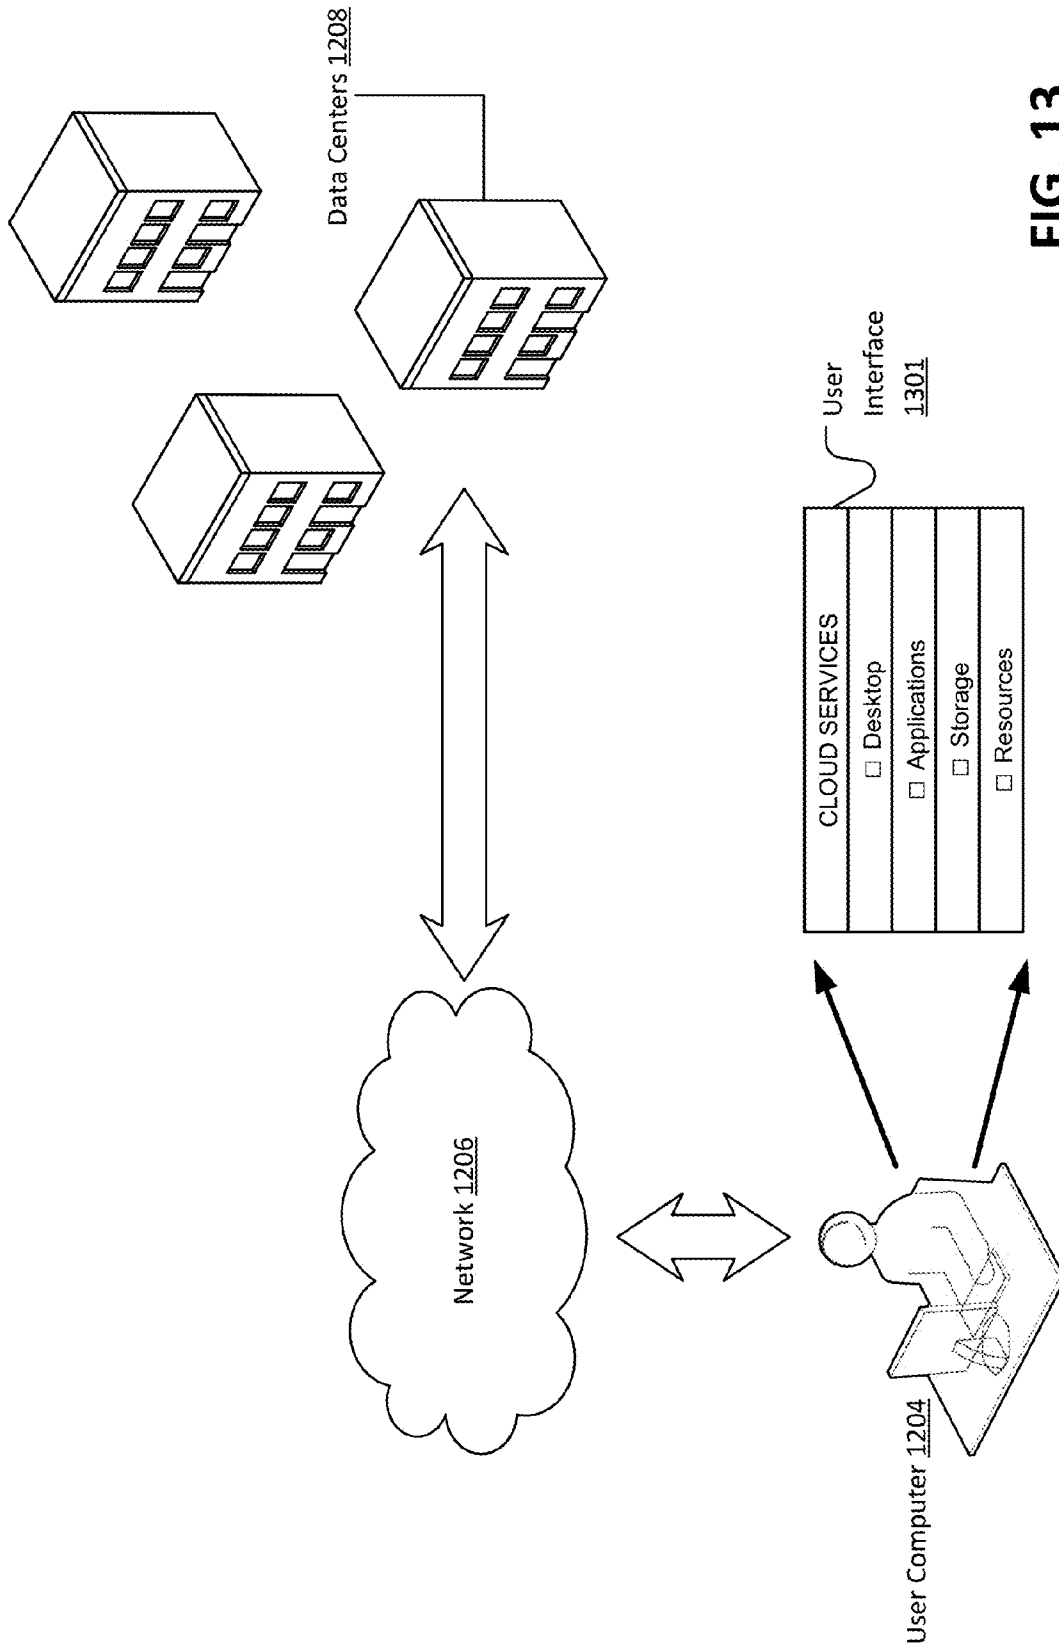 Data Centers 1208
Network 1206
User Computer 1204
CLOUD SERVICES
□ Desktop
□ Applications
□ Storage
□ Resources
User
Interface
1301
FIG. 13